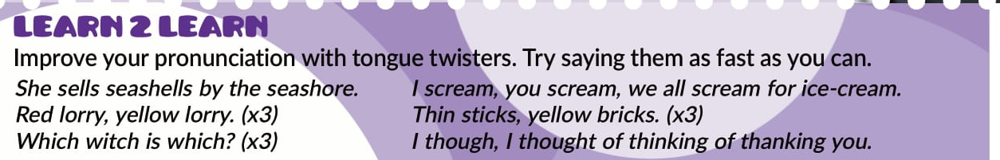 LEARN 2 LEARN
Improve your pronunciation with tongue twisters. Try saying them as fast as you can.
She sells seashells by the seashore.
Red lorry, yellow lorry. (x3)
Which witch is which? (x3)
I scream, you scream, we all scream for ice-cream.
Thin sticks, yellow bricks. (x3)
I though, I thought of thinking of thanking you.